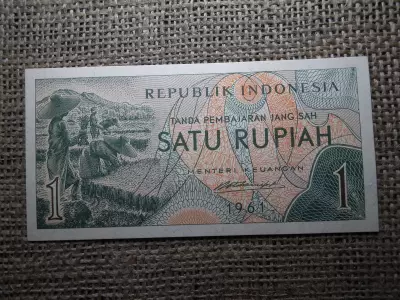 REPUBLIK INDONESIA
TANDA PEMBAJARAN JANG SAH
SATU RUPIAH
MENTERI KEUANGAN
1961
1 1